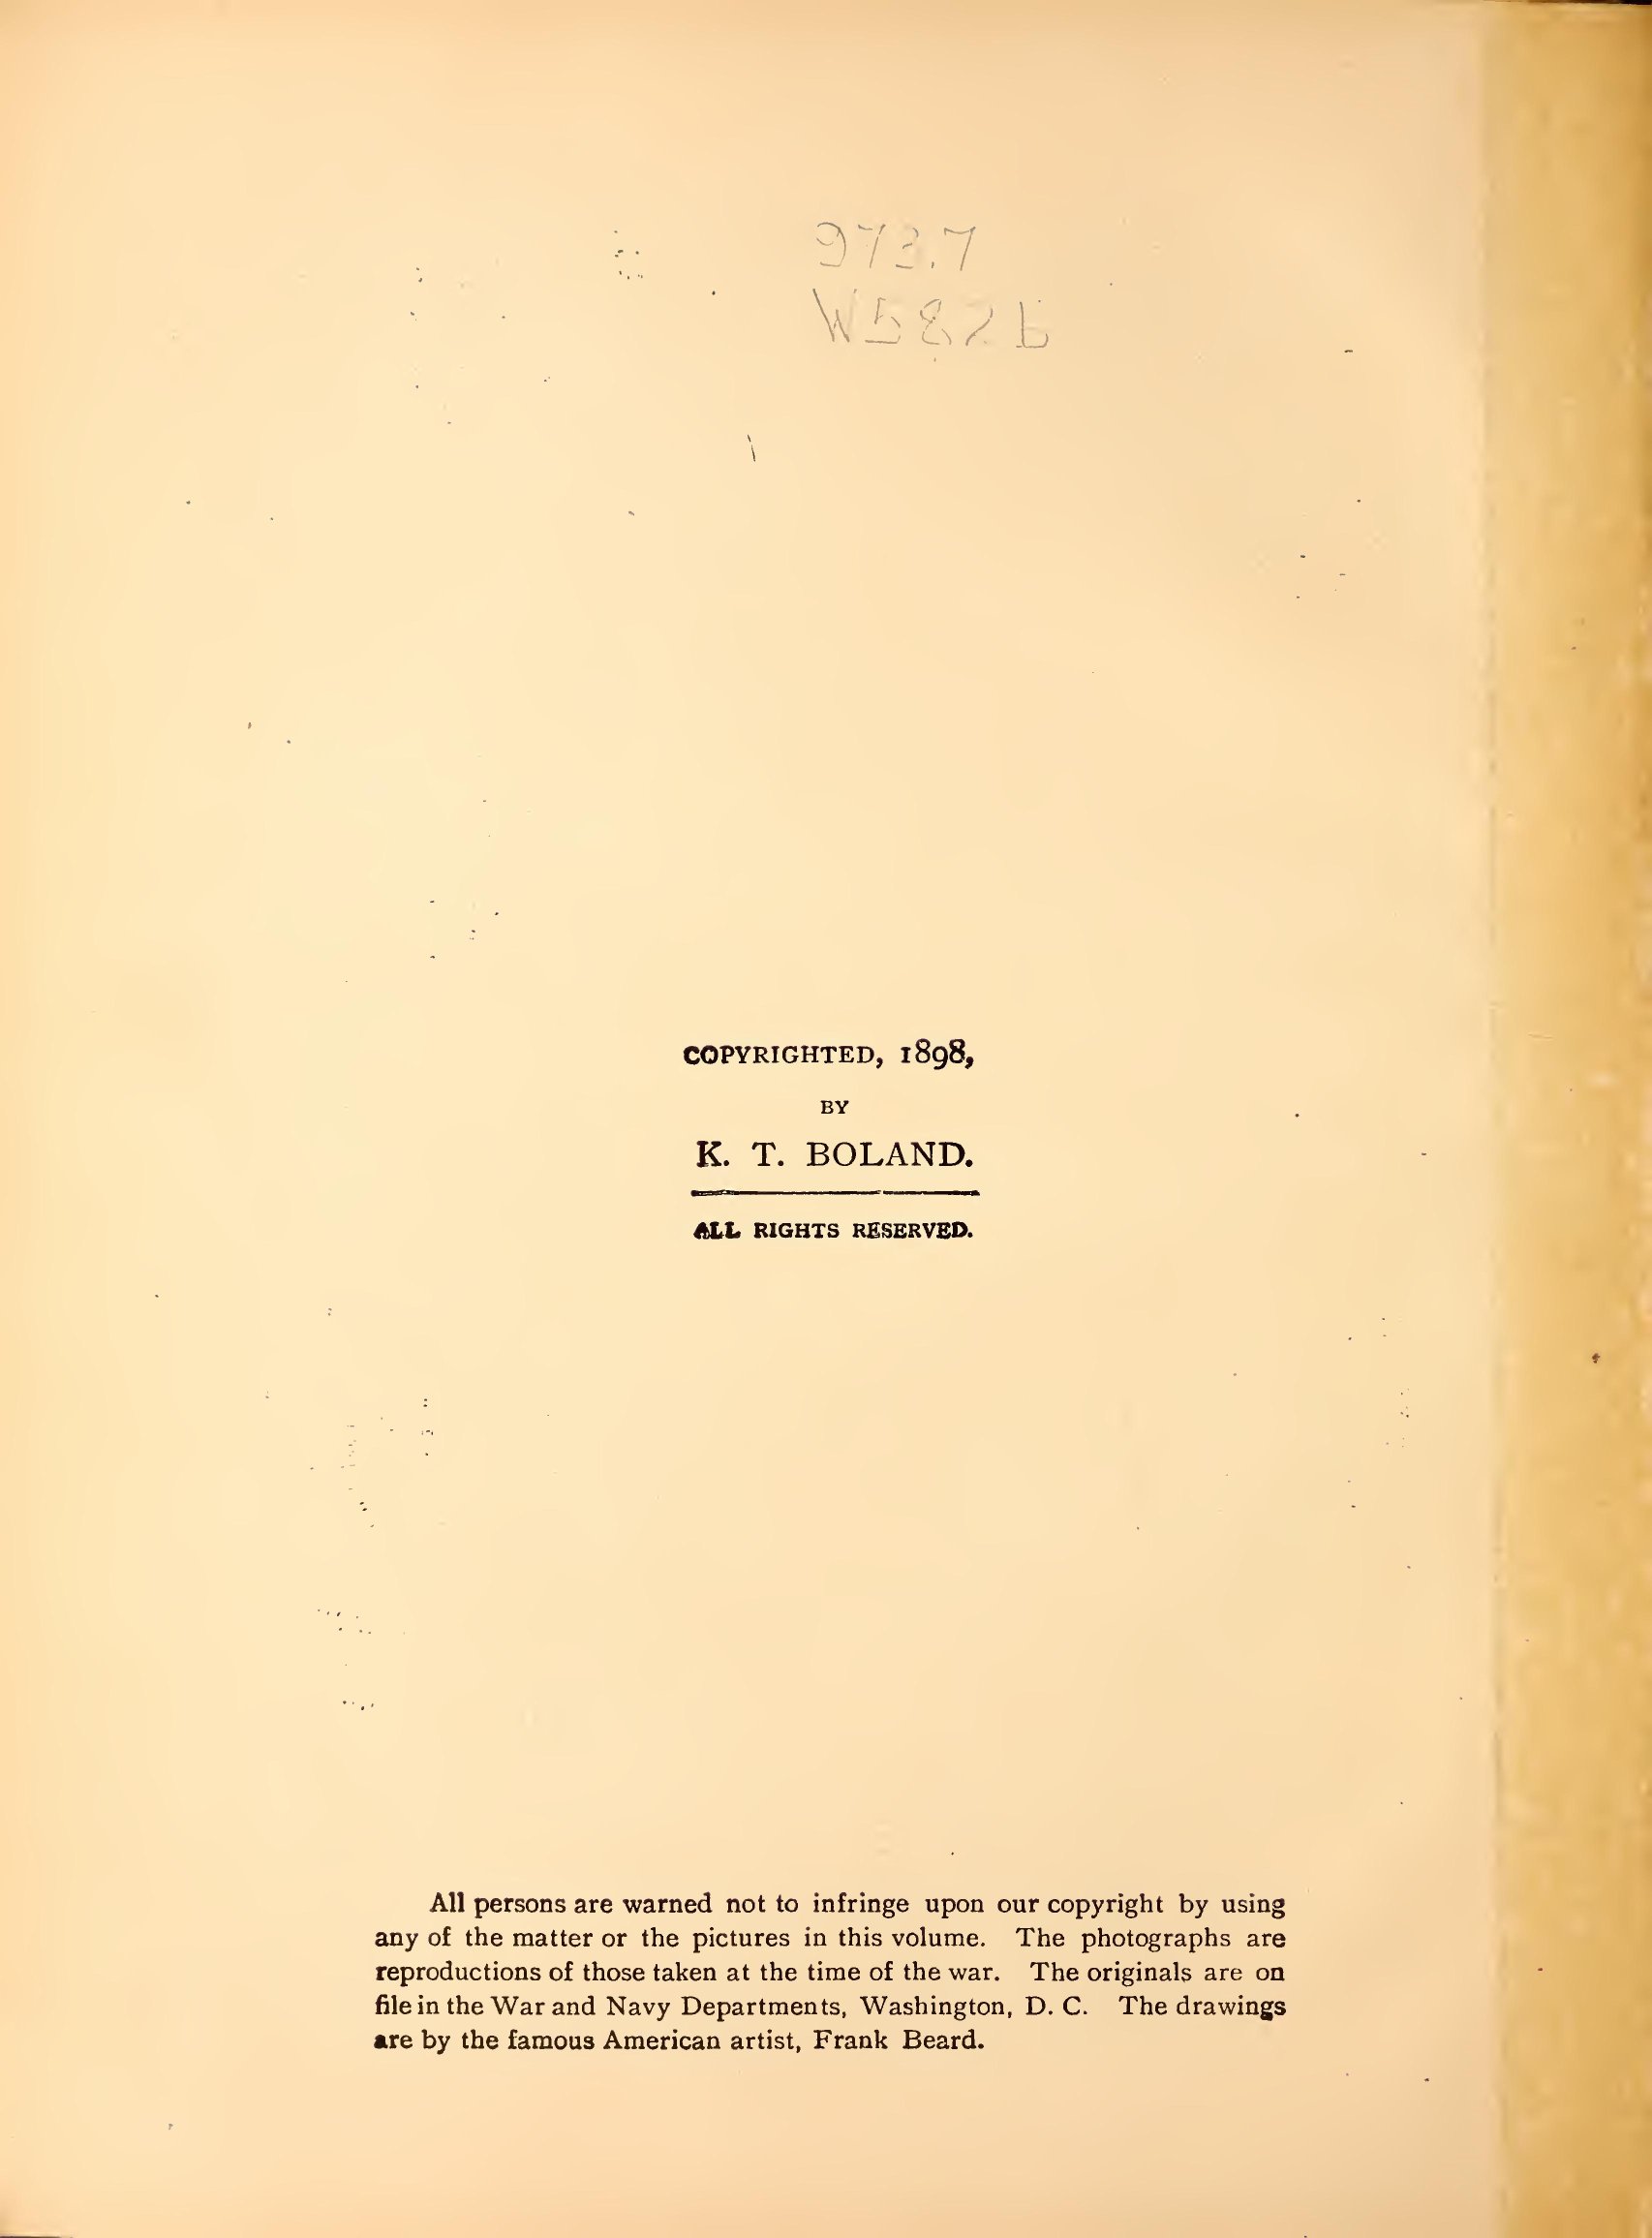 973.7
W582b
COPYRIGHTED, 1898,
BY
K. T. BOLAND.
ALL RIGHTS RESERVED.
All persons are warned not to infringe upon our copyright by using
any of the matter or the pictures in this volume. The photographs are
reproductions of those taken at the time of the war. The originals are on
file in the War and Navy Departments, Washington, D. C. The drawings
are by the famous American artist, Frank Beard.